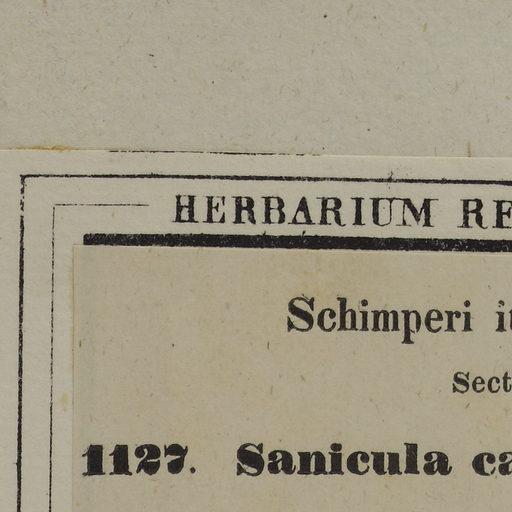 HERBARIUM RE
Schimperi it
Sect
1127. Sanicula ca